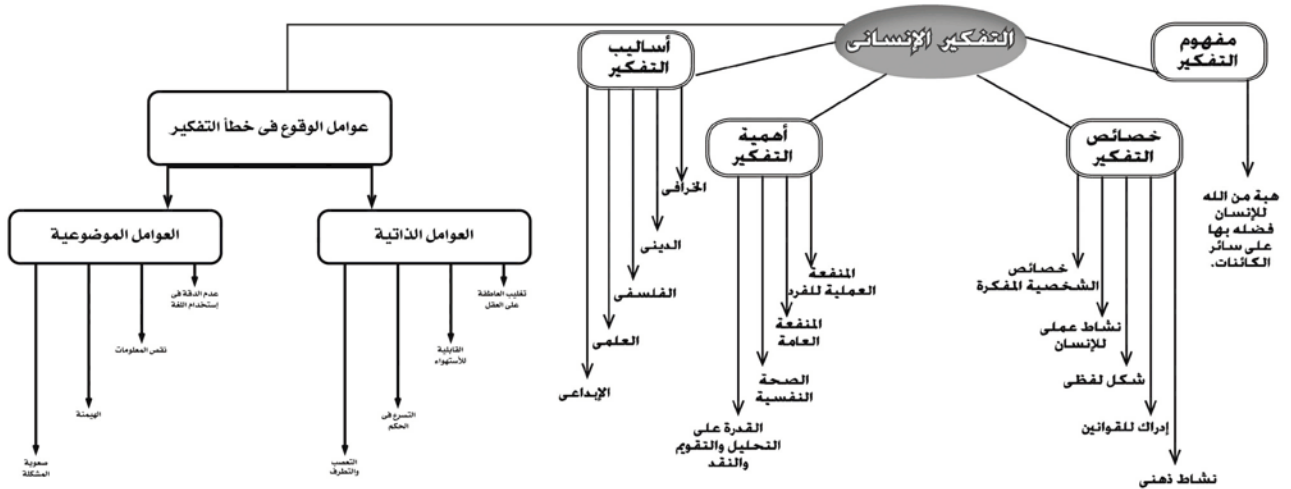 التفكير الإنسانى
مفهوم
التفكير
هبة من الله
للإنسان
فضله بها
على سائر
الكائنات.
خصائص
التفكير
خصائص
الشخصية المفكرة
نشاط عملى
للإنسان
شكل لفظى
إدراك للقوانين
نشاط ذهنى
أهمية
التفكير
المنفعة
العملية للفرد
المنفعة
العامة
الصحة
النفسية
القدرة على
التحليل والتقويم
والنقد
أساليب
التفكير
الخرافى
الدينى
الفلسفى
العلمى
الإبداعى
عوامل الوقوع فى خطأ التفكير
العوامل الذاتية
تغليب العاطفة
على العقل
القابلية
للأستهواء
التسرع فى
الحكم
التعصب
والتطرف
العوامل الموضوعية
عدم الدقة فى
إستخدام اللغة
نقص المعلومات
الهيمنة
صعوبة
المشكلة